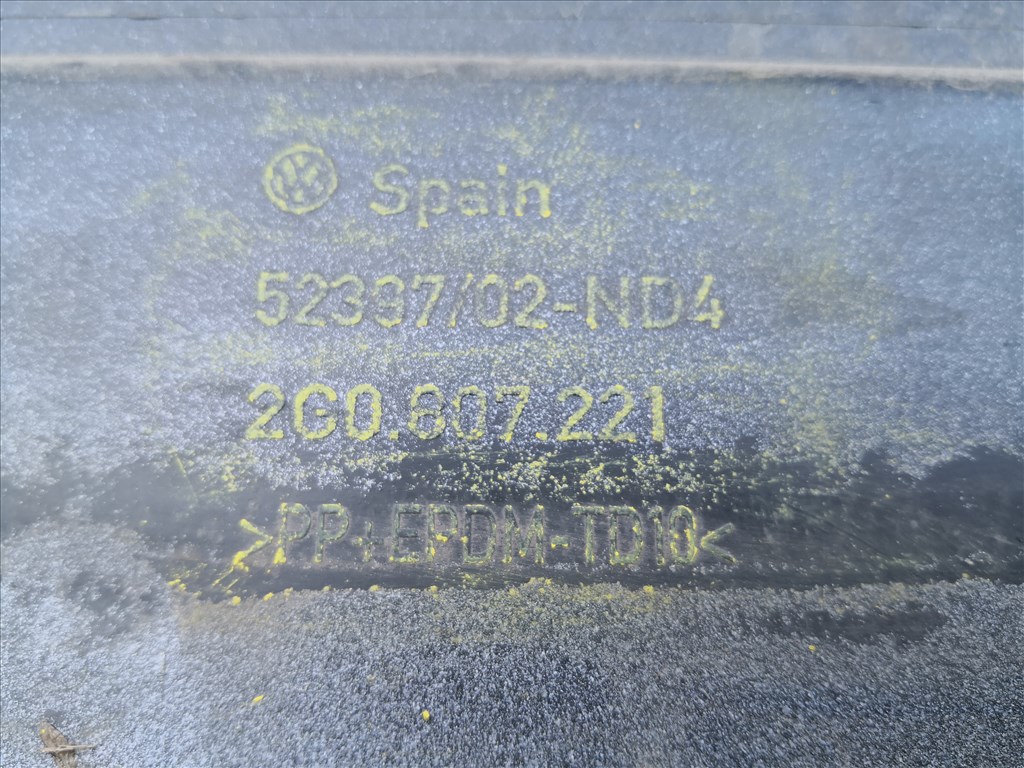 Spain
52397/02-ND4
2G0.807.221
>PP+EPDM-TD10<